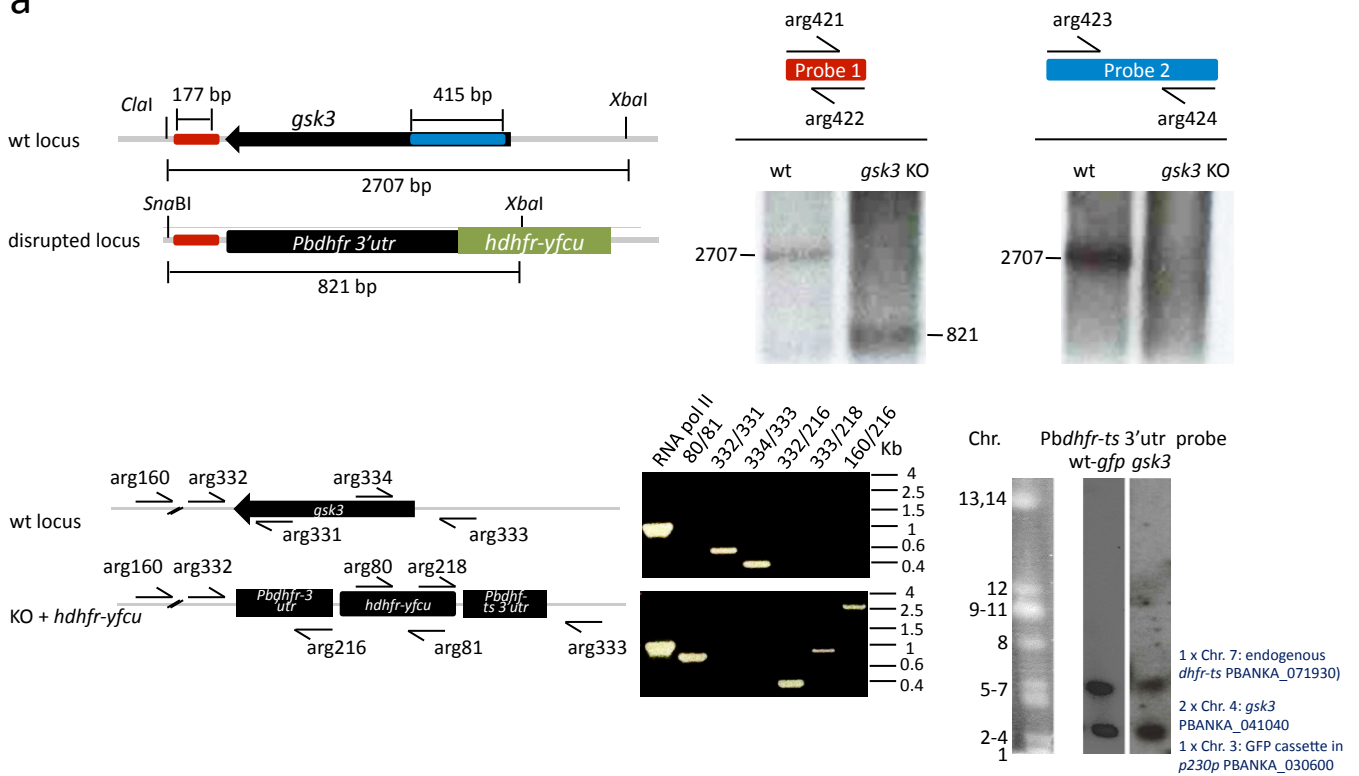 a
ClaI
177 bp
gsk3
415 bp
XbaI
wt locus
2707 bp
SnaBI
XbaI
disrupted locus
Pbdhfr 3’utr
hdhfr-yfcu
821 bp
arg421
Probe 1
arg422
wt
gsk3 KO
2707
821
arg423
Probe 2
arg424
wt
gsk3 KO
2707
arg160
arg332
arg334
wt locus
gsk3
arg331
arg333
arg160
arg332
arg80
arg218
KO + hdhfr-yfcu
Pbdhfr-3
utr
hdhfr-yfcu
Pbdhf-
ts 3’utr
arg216
arg81
arg333
RNA pol II
80/81
332/331
334/333
332/216
333/218
160/216
Kb
4
2.5
1.5
1
0.6
0.4
4
2.5
1.5
1
0.6
0.4
Chr.
Pbdhfr-ts 3’utr probe
wt-gfp gsk3
13,14
12
9-11
8
5-7
2-4
1
1 x Chr. 7: endogenous
dhfr-ts PBANKA_071930)
2 x Chr. 4: gsk3
PBANKA_041040
1 x Chr. 3: GFP cassette in
p230p PBANKA_030600